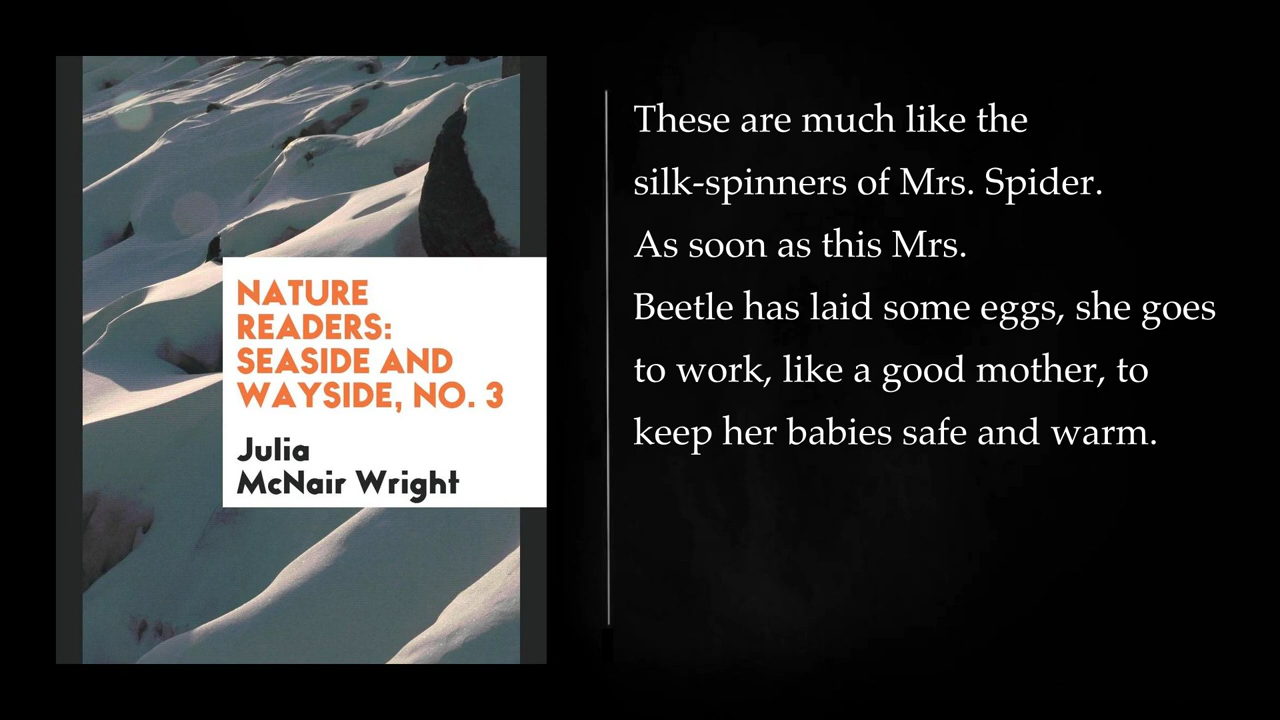 NATURE
READERS:
SEASIDE AND
WAYSIDE, NO. 3
Julia
McNair Wright
These are much like the
silk-spinners of Mrs. Spider.
As soon as this Mrs.
Beetle has laid some eggs, she goes
to work, like a good mother, to
keep her babies safe and warm.